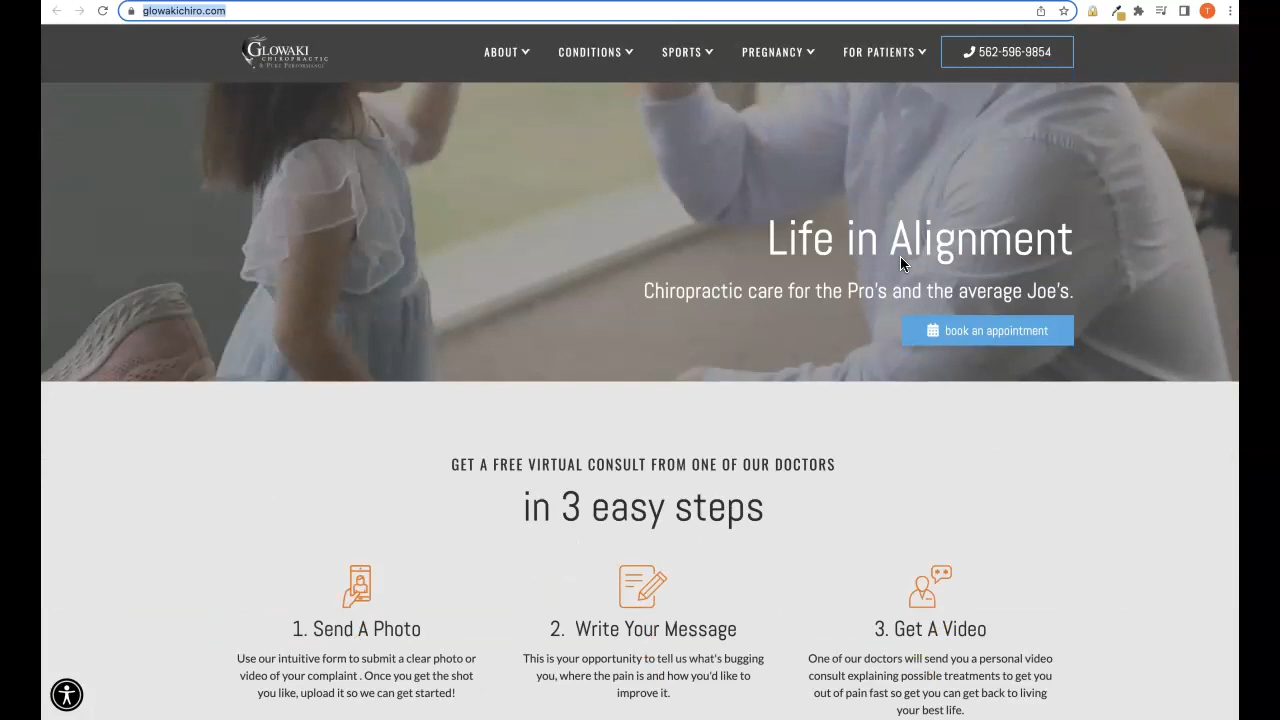 glowakichiro.com
T
GLOWAKI
CHIROPRACTIC
& PURE PERFORMANCE
ABOUT
CONDITIONS
SPORTS
PREGNANCY
FOR PATIENTS
562-596-9854
Life in Alignment
Chiropractic care for the Pro's and the average Joe's.
book an appointment
GET A FREE VIRTUAL CONSULT FROM ONE OF OUR DOCTORS
in 3 easy steps
1. Send A Photo
Use our intuitive form to submit a clear photo or
video of your complaint . Once you get the shot
you like, upload it so we can get started!
2. Write Your Message
This is your opportunity to tell us what's bugging
you, where the pain is and how you'd like to
improve it.
3. Get A Video
One of our doctors will send you a personal video
consult explaining possible treatments to get you
out of pain fast so get you can get back to living
your best life.